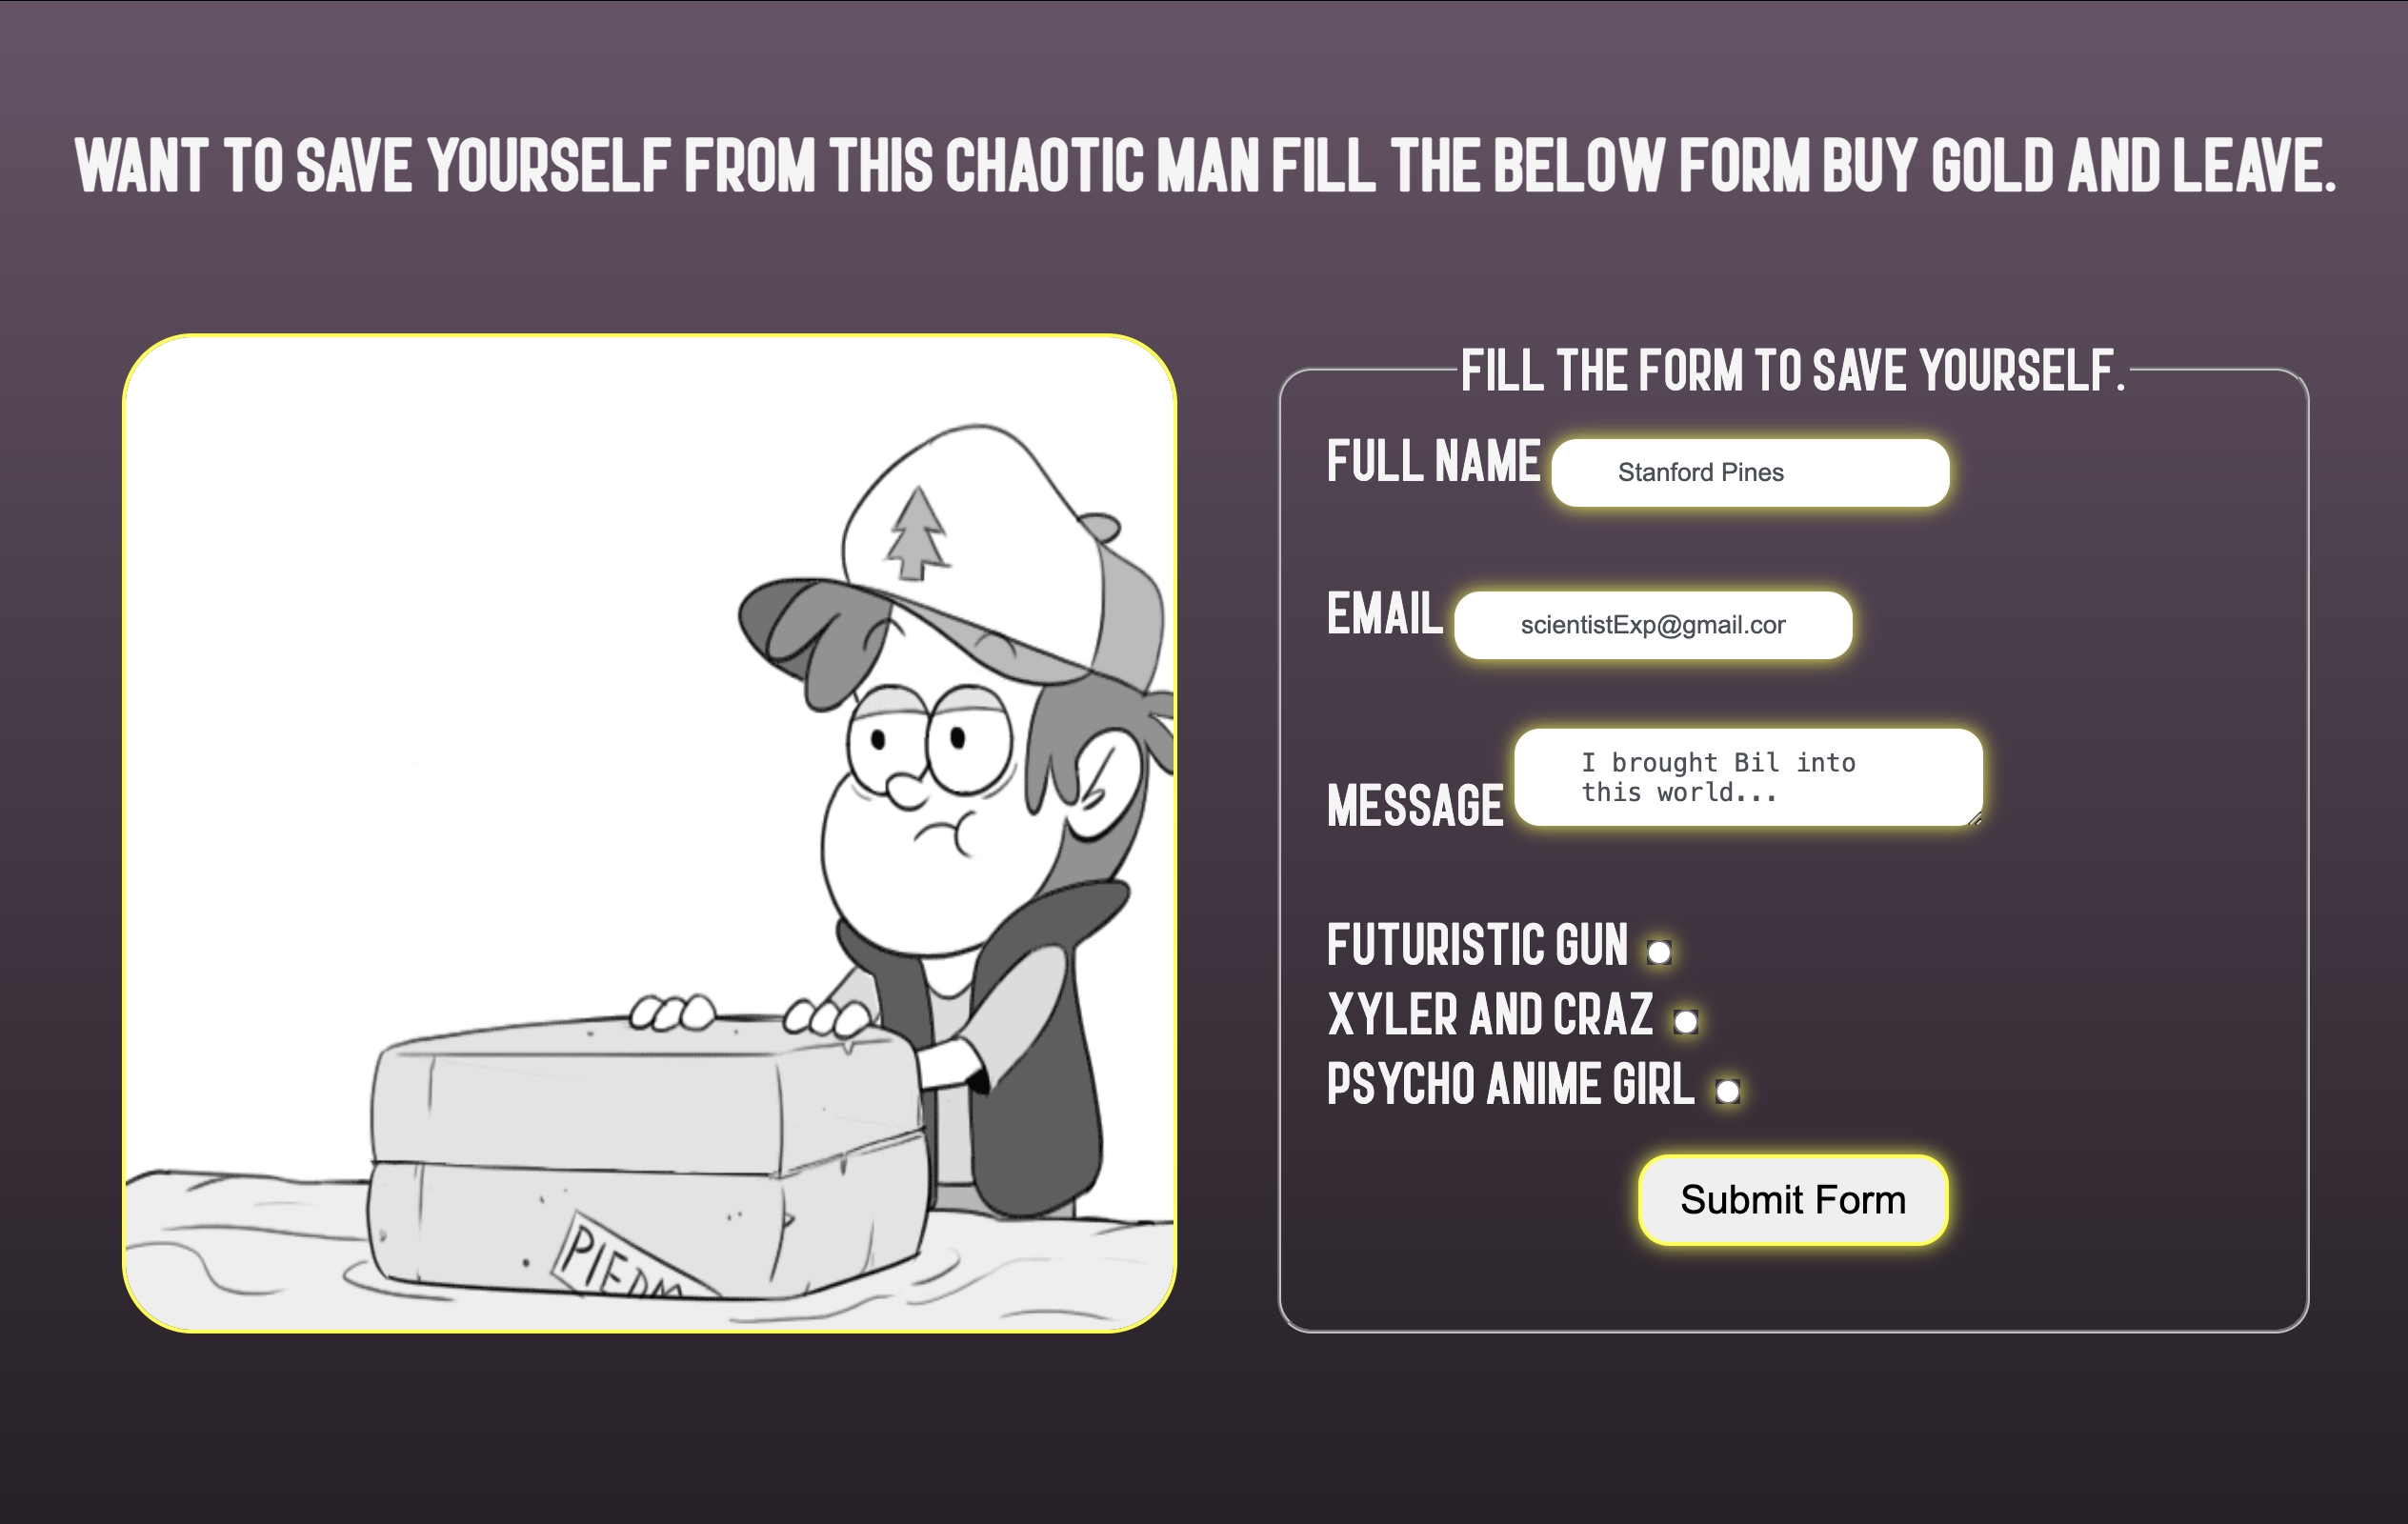 WANT TO SAVE YOURSELF FROM THIS CHAOTIC MAN FILL THE BELOW FORM BUY GOLD AND LEAVE.
PIEDM
FILL THE FORM TO SAVE YOURSELF.
FULL NAME Stanford Pines
EMAIL scientistExp@gmail.cor
MESSAGE I brought Bil into
this world...
FUTURISTIC GUN
XYLER AND CRAZ
PSYCHO ANIME GIRL
Submit Form